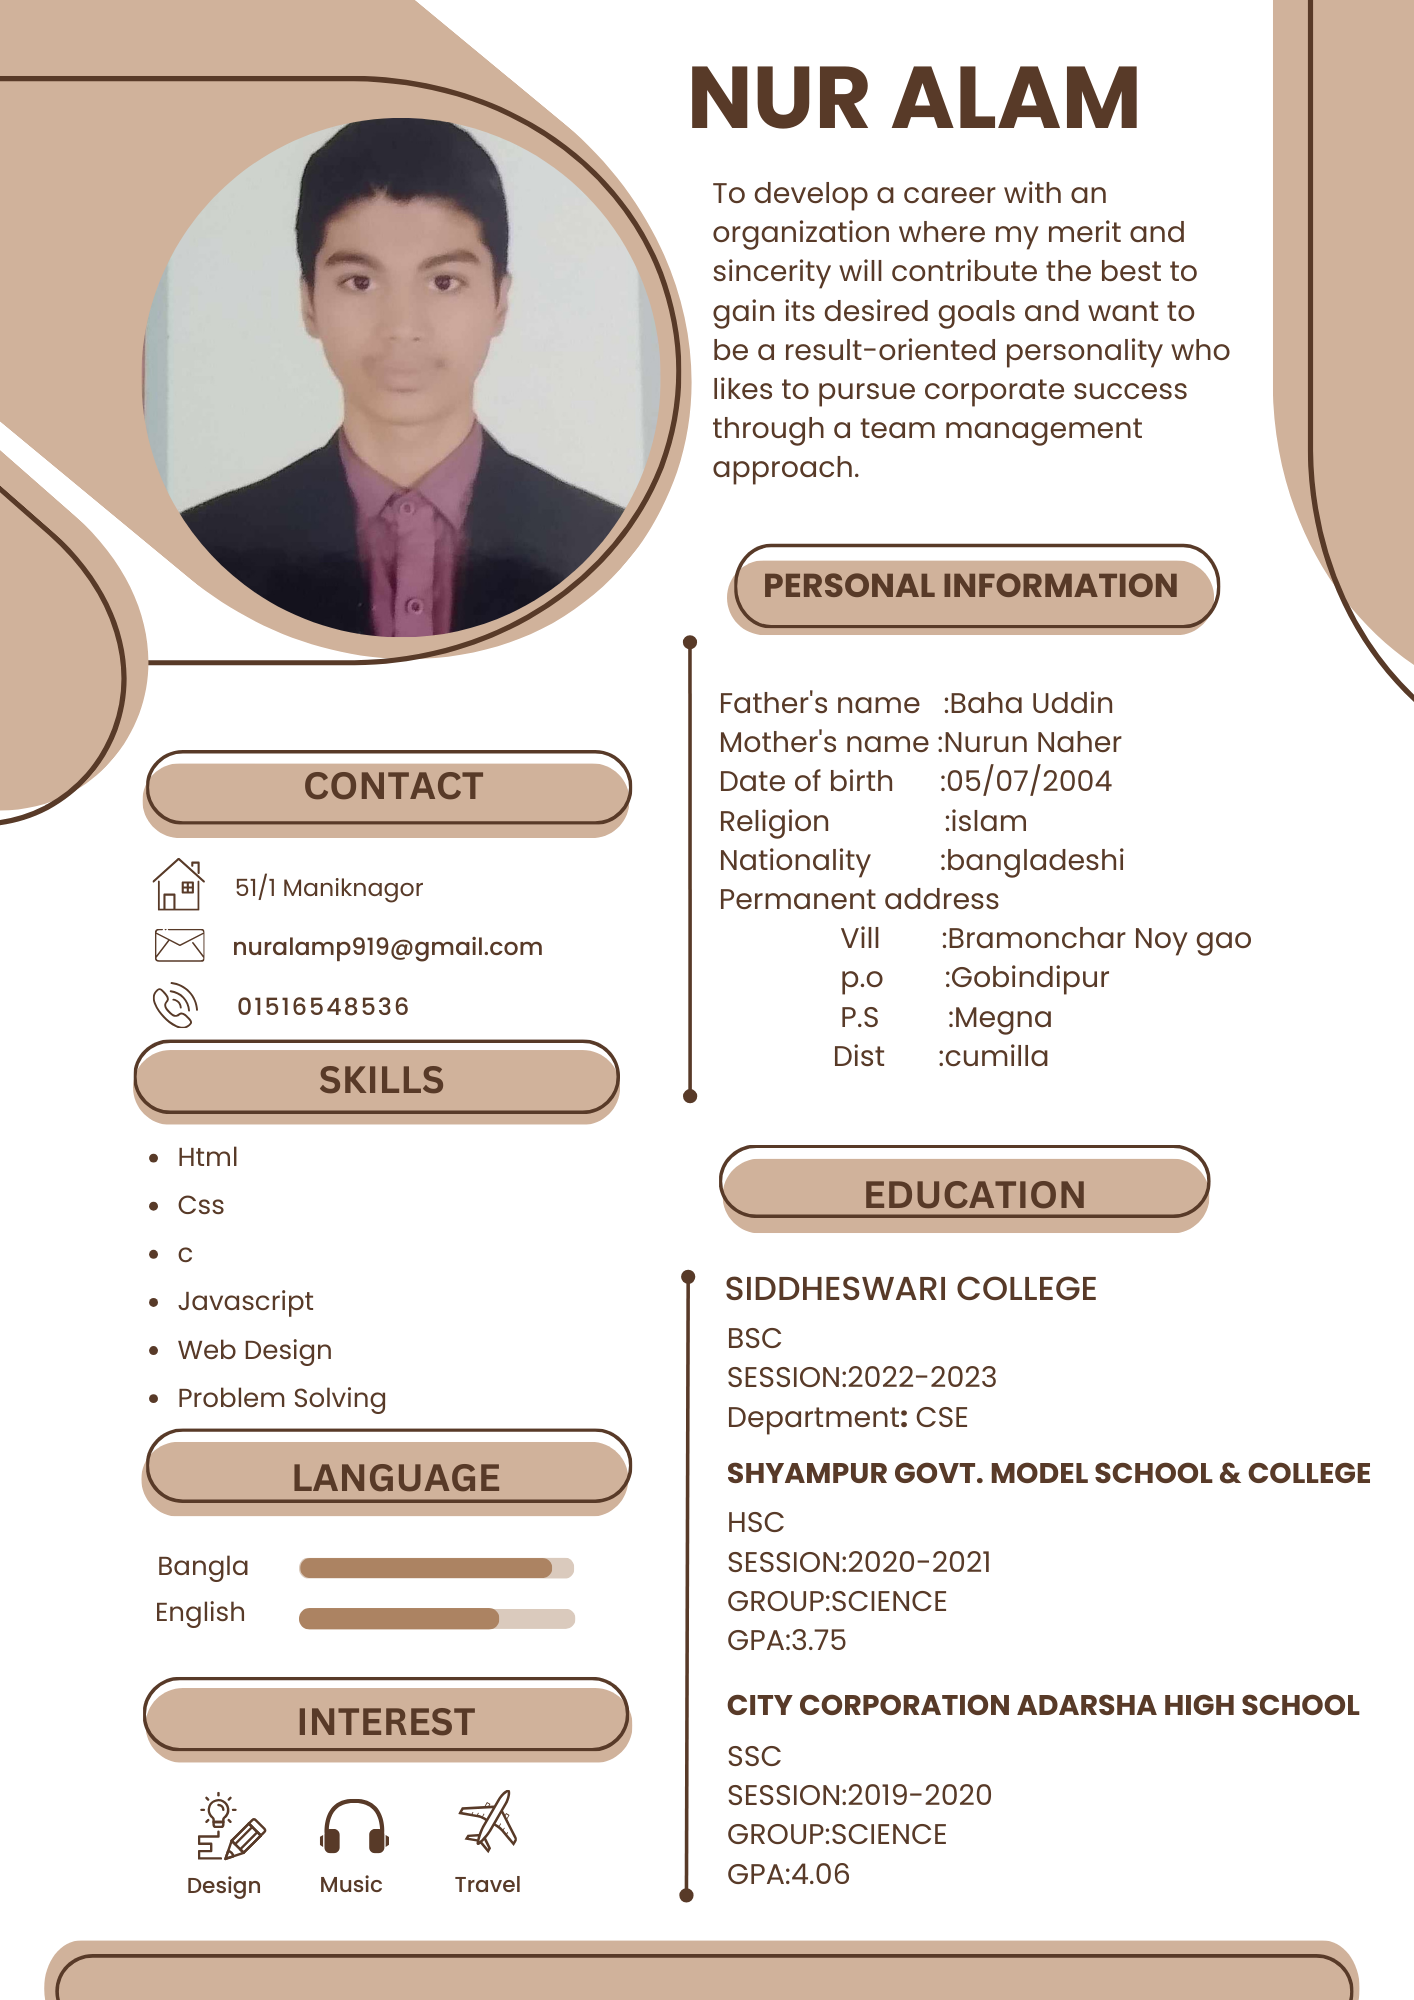 NUR ALAM
To develop a career with an
organization where my merit and
sincerity will contribute the best to
gain its desired goals and want to
be a result-oriented personality who
likes to pursue corporate success
through a team management
approach.
PERSONAL INFORMATION
Father's name :Baha Uddin
Mother's name :Nurun Naher
Date of birth :05/07/2004
Religion :islam
Nationality :bangladeshi
Permanent address
Vill :Bramonchar Noy gao
p.o :Gobindipur
P.S :Megna
Dist :cumilla
CONTACT
51/1 Maniknagor
nuralamp919@gmail.com
01516548536
SKILLS
• Html
• Css
• c
• Javascript
• Web Design
• Problem Solving
LANGUAGE
Bangla
English
INTEREST
Design Music Travel
EDUCATION
SIDDHESWARI COLLEGE
BSC
SESSION:2022-2023
Department: CSE
SHYAMPUR GOVT. MODEL SCHOOL & COLLEGE
HSC
SESSION:2020-2021
GROUP:SCIENCE
GPA:3.75
CITY CORPORATION ADARSHA HIGH SCHOOL
SSC
SESSION:2019-2020
GROUP:SCIENCE
GPA:4.06